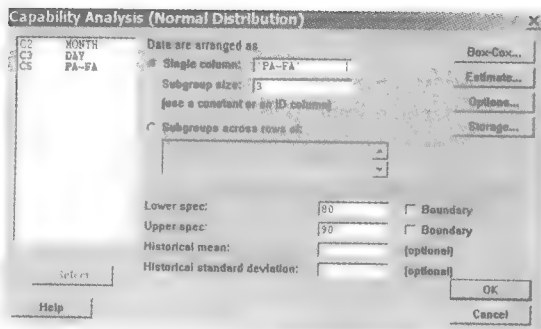 Capability Analysis (Normal Distribution)
C2 MONTH
C3 DAY
C5 PA-FA
Data are arranged as
Single column: 'PA-FA'
Subgroup size: 3
(use a constant or an ID column)
Subgroups across rows of:
Box-Cox...
Estimate...
Options...
Storage...
Lower spec: 80 Boundary
Upper spec: 90 Boundary
Historical mean: (optional)
Historical standard deviation: (optional)
Select
Help
OK
Cancel